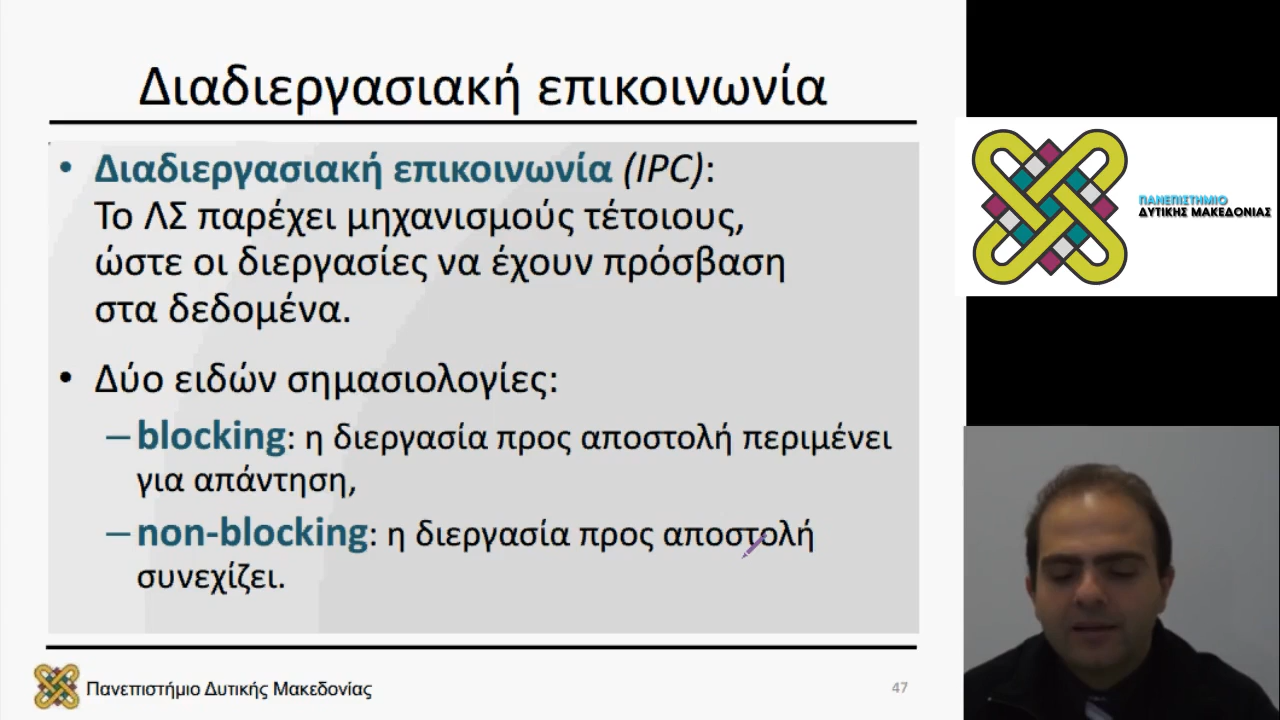 Διαδιεργασιακή επικοινωνία
• Διαδιεργασιακή επικοινωνία (IPC):
Το ΛΣ παρέχει μηχανισμούς τέτοιους,
ώστε οι διεργασίες να έχουν πρόσβαση
στα δεδομένα.
• Δύο ειδών σημασιολογίες:
– blocking: η διεργασία προς αποστολή περιμένει
για απάντηση,
– non-blocking: η διεργασία προς αποστολή
συνεχίζει.
Πανεπιστήμιο Δυτικής Μακεδονίας
47
ΠΑΝΕΠΙΣΤΗΜΙΟ
ΔΥΤΙΚΗΣ ΜΑΚΕΔΟΝΙΑΣ